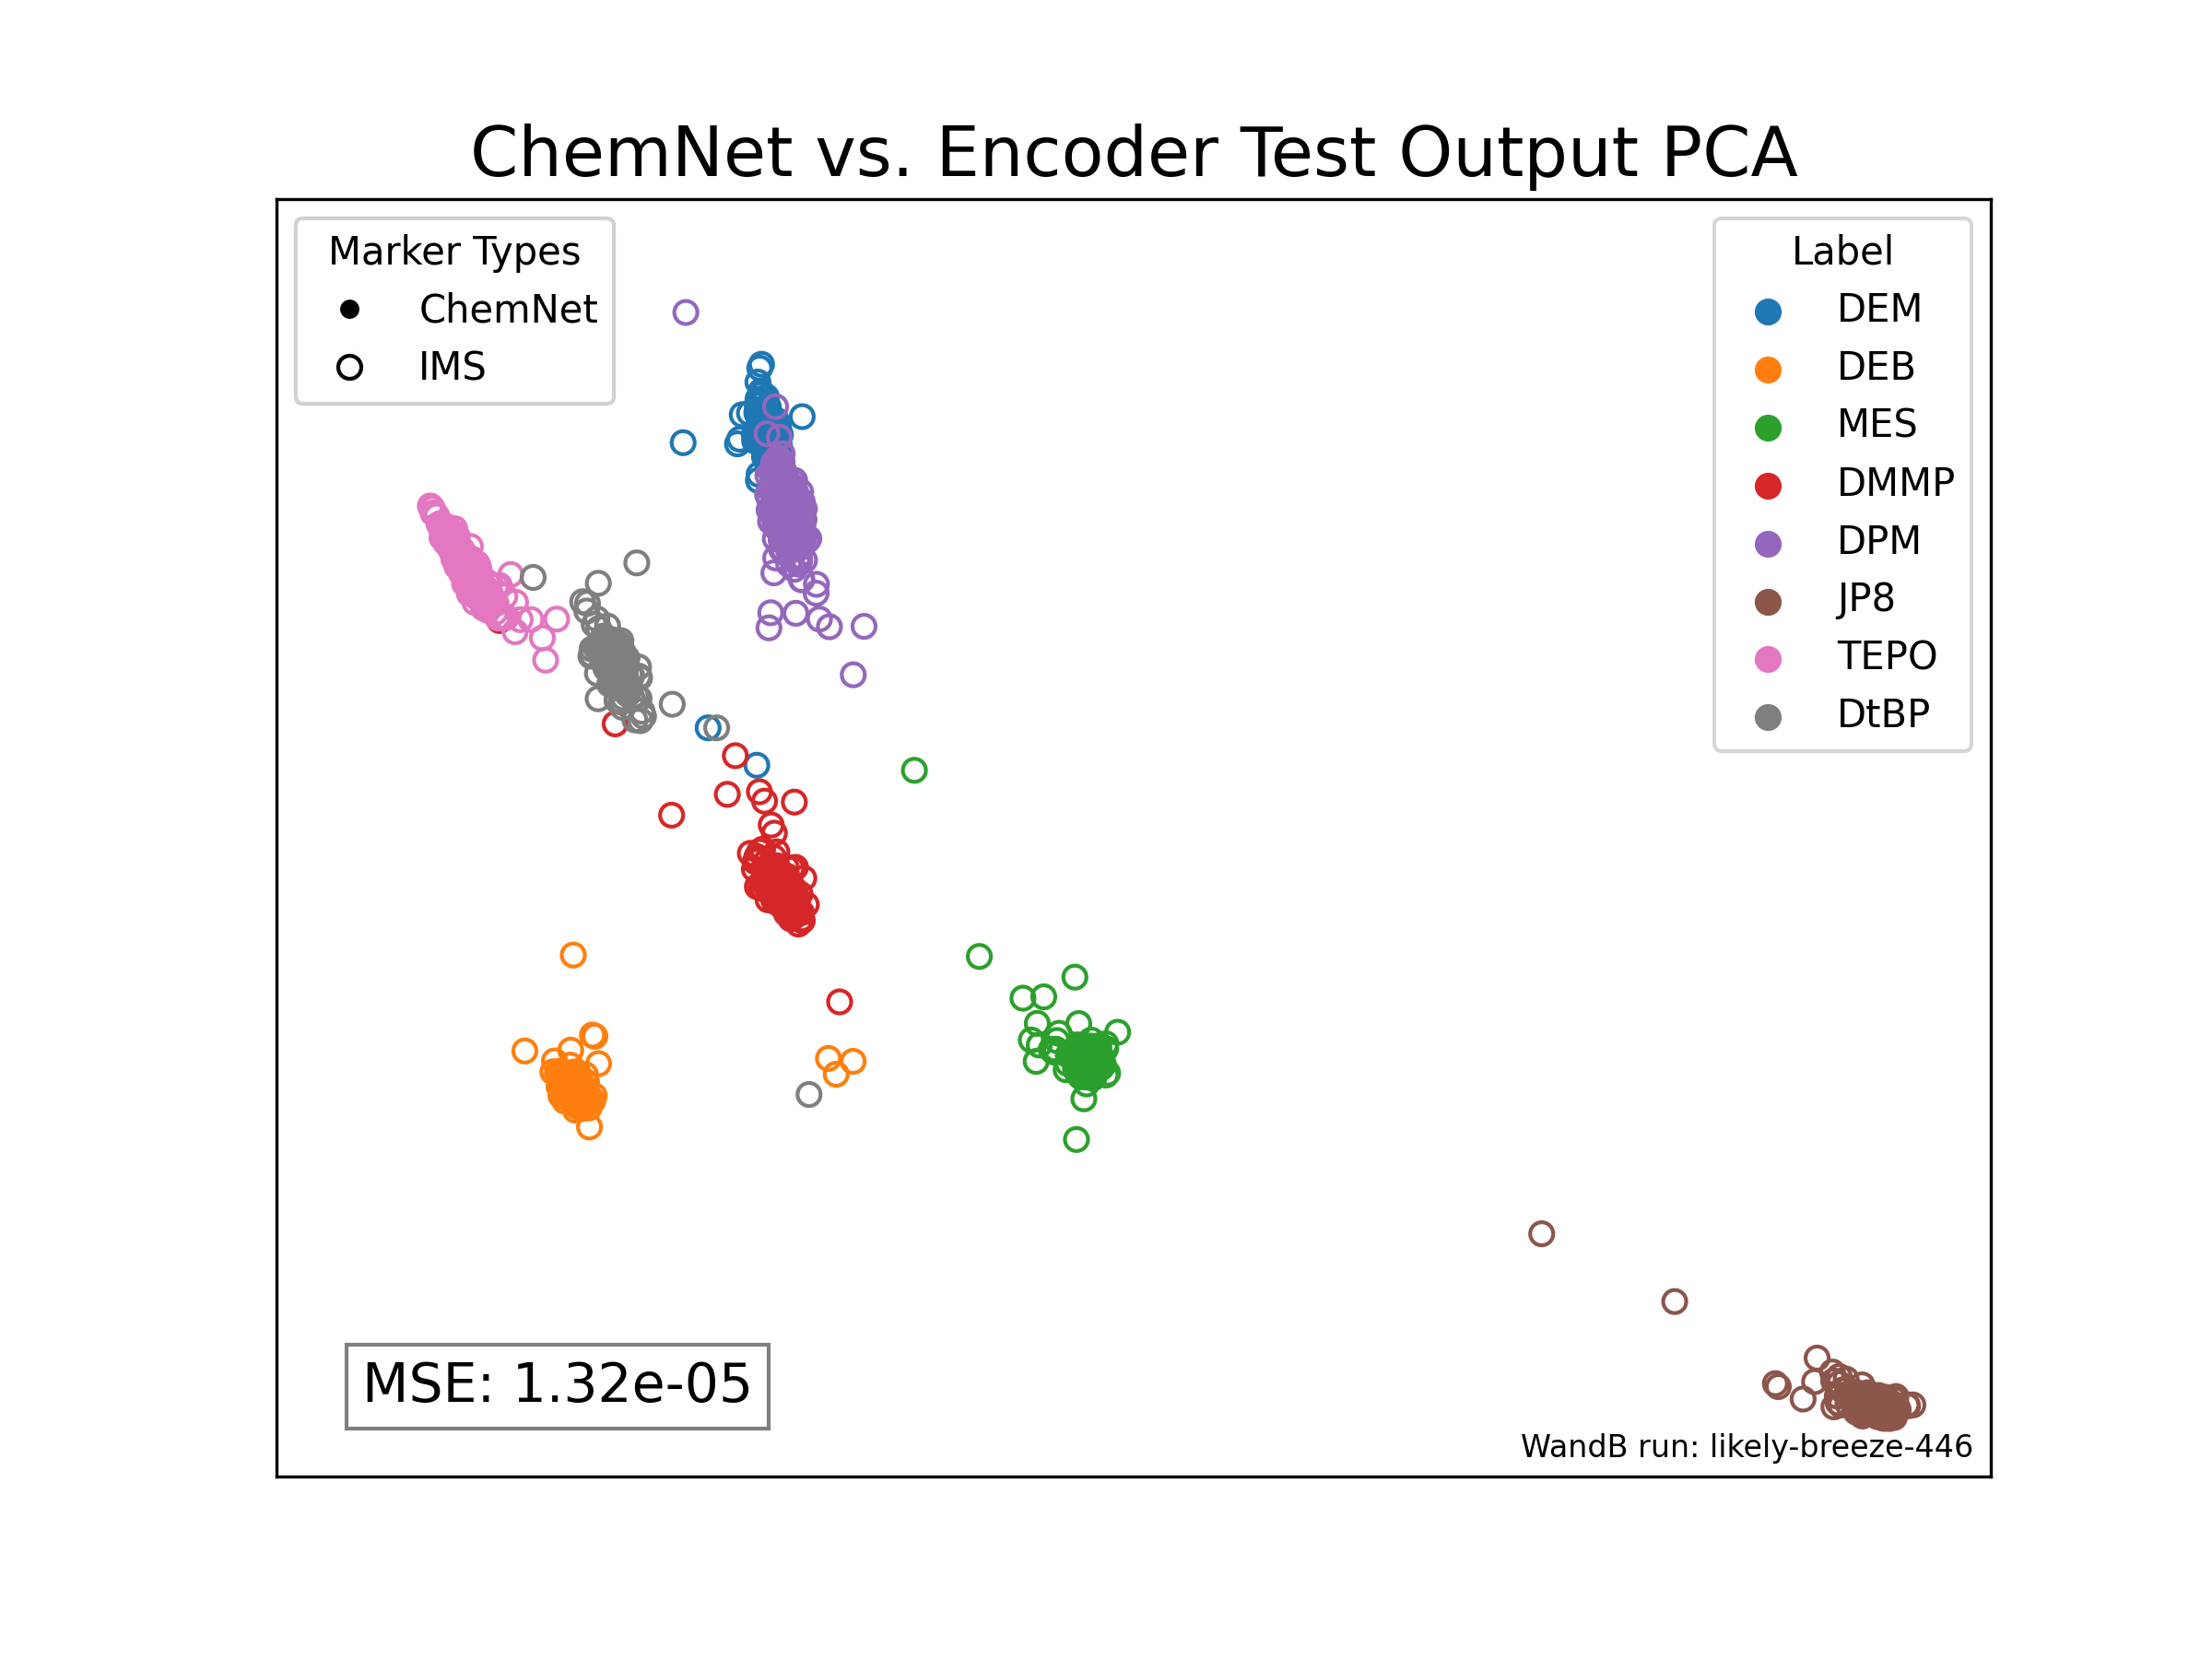 ChemNet vs. Encoder Test Output PCA
Marker Types
ChemNet
IMS
Label
DEM
DEB
MES
DMMP
DPM
JP8
TEPO
DtBP
MSE: 1.32e-05
WandB run: likely-breeze-446